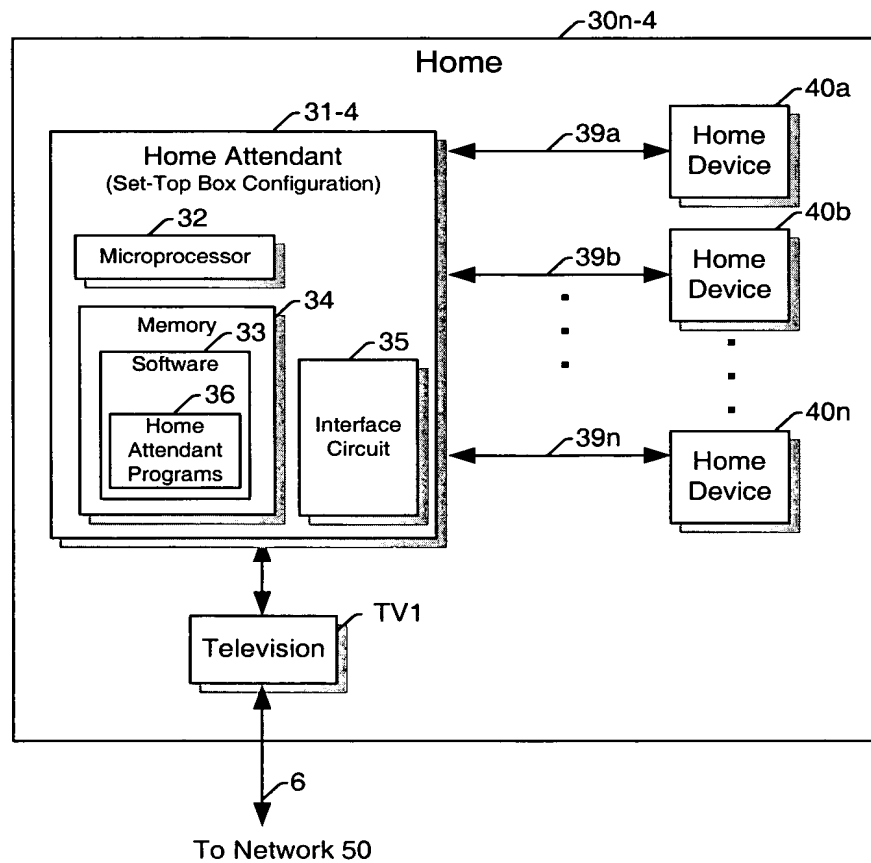 30n-4
Home
31-4
Home Attendant
(Set-Top Box Configuration)
32
Microprocessor
34
Memory
33
Software
36
Home
Attendant
Programs
35
Interface
Circuit
39a
40a
Home
Device
39b
40b
Home
Device
39n
40n
Home
Device
TV1
Television
6
To Network 50